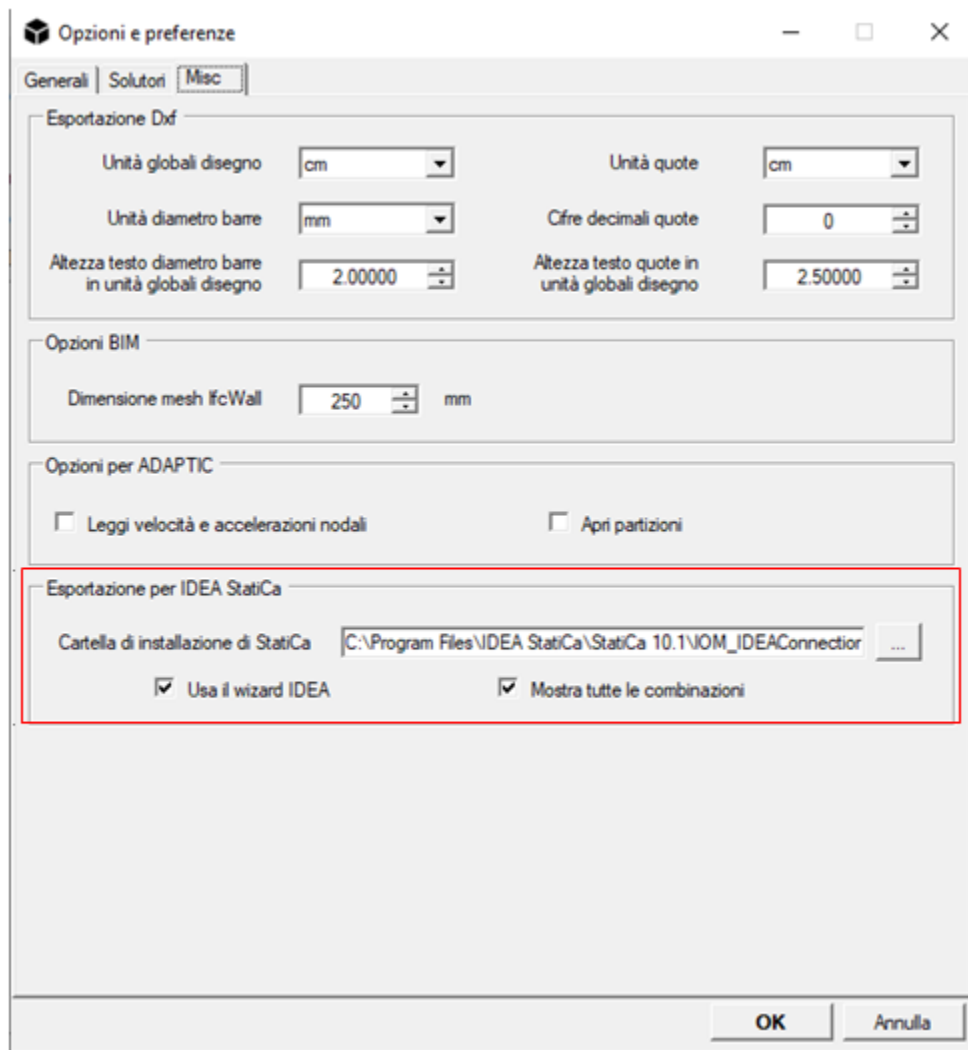 Opzioni e preferenze
Generali Solutori Misc
Esportazione Dxf
Unità globali disegno cm Unità quote cm
Unità diametro barre mm Cifre decimali quote 0
Altezza testo diametro barre
in unità globali disegno 2.00000 Altezza testo quote in
unità globali disegno 2.50000
Opzioni BIM
Dimensione mesh IfcWall 250 mm
Opzioni per ADAPTIC
Leggi velocità e accelerazioni nodali Apri partizioni
Esportazione per IDEA StatiCa
Cartella di installazione di StatiCa C:\Program Files\IDEA StatiCa\StatiCa 10.1\IOM_IDEAConnection ...
Usa il wizard IDEA Mostra tutte le combinazioni
OK Annulla